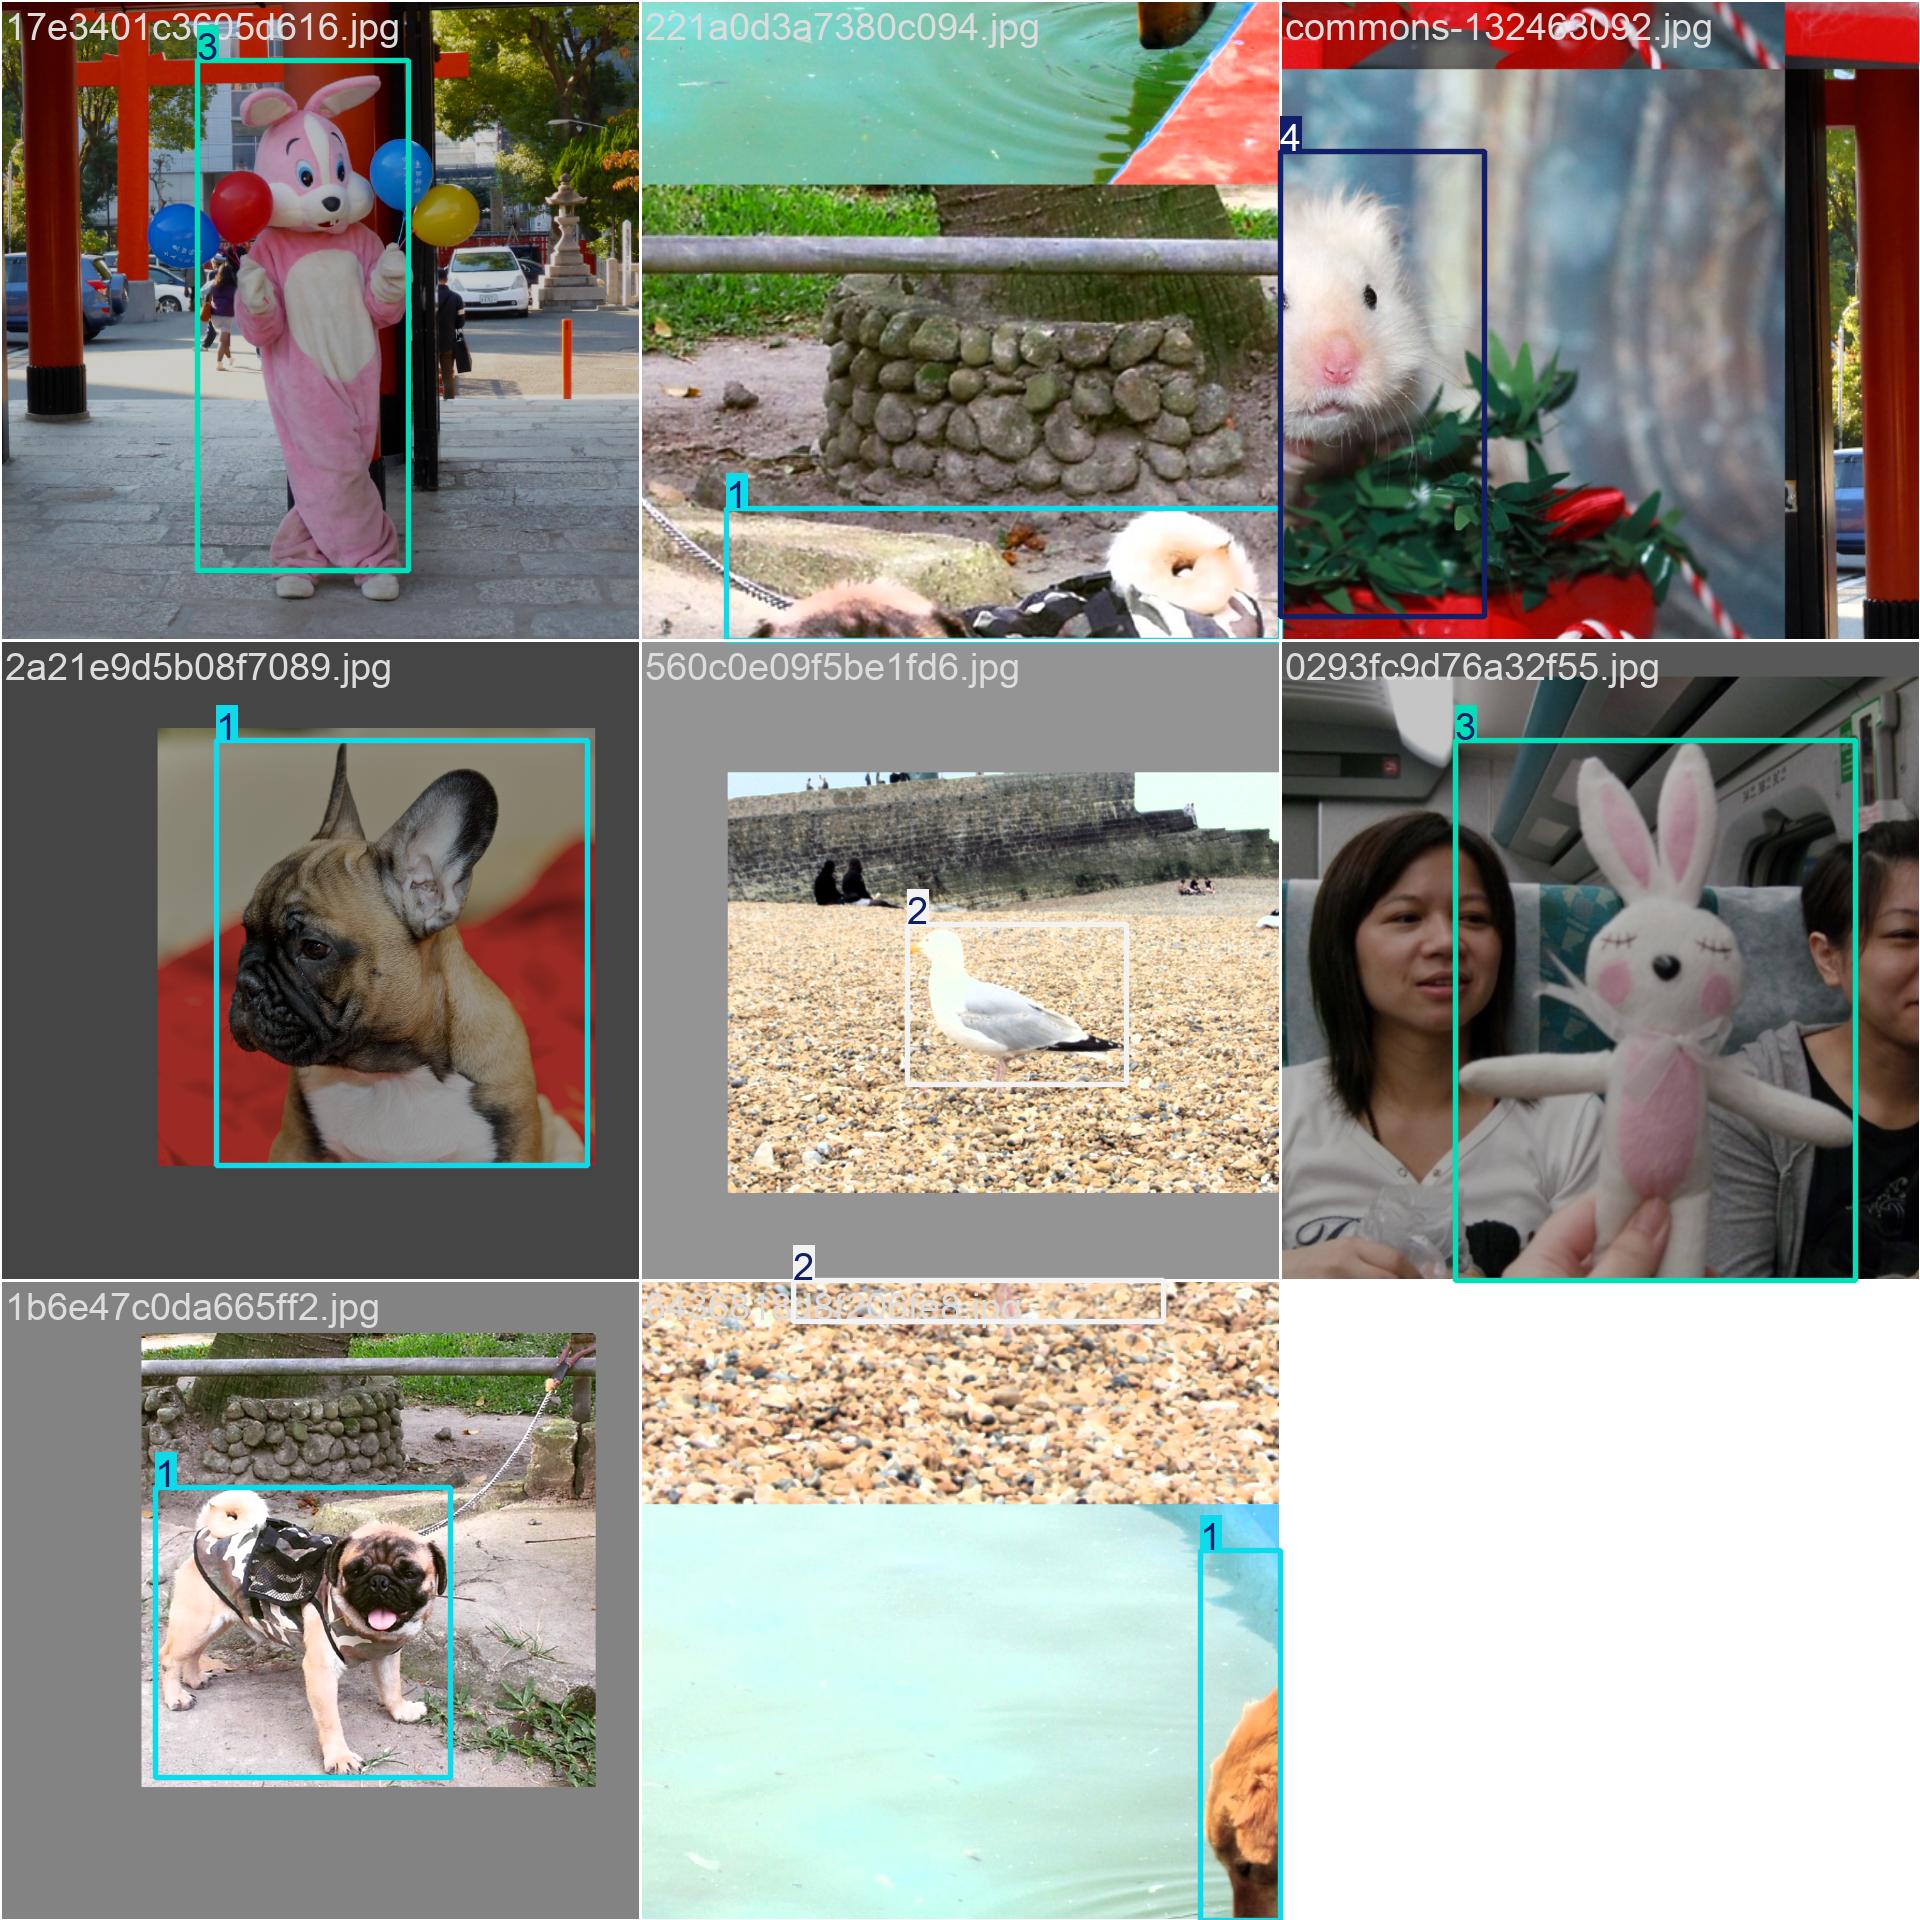 17e3401c3605d616.jpg
3
221a0d3a7380c094.jpg
1
commons-132463092.jpg
4
2a21e9d5b08f7089.jpg
1
560c0e09f5be1fd6.jpg
2
0293fc9d76a32f55.jpg
3
1b6e47c0da665ff2.jpg
1
2
1